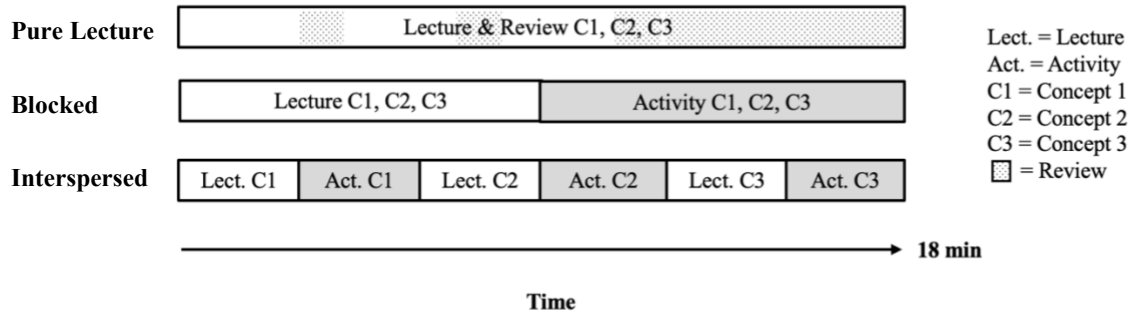 Pure Lecture
Lecture & Review C1, C2, C3
Blocked
Lecture C1, C2, C3
Activity C1, C2, C3
Interspersed
Lect. C1
Act. C1
Lect. C2
Act. C2
Lect. C3
Act. C3
18 min
Time
Lect. = Lecture
Act. = Activity
C1 = Concept 1
C2 = Concept 2
C3 = Concept 3
= Review